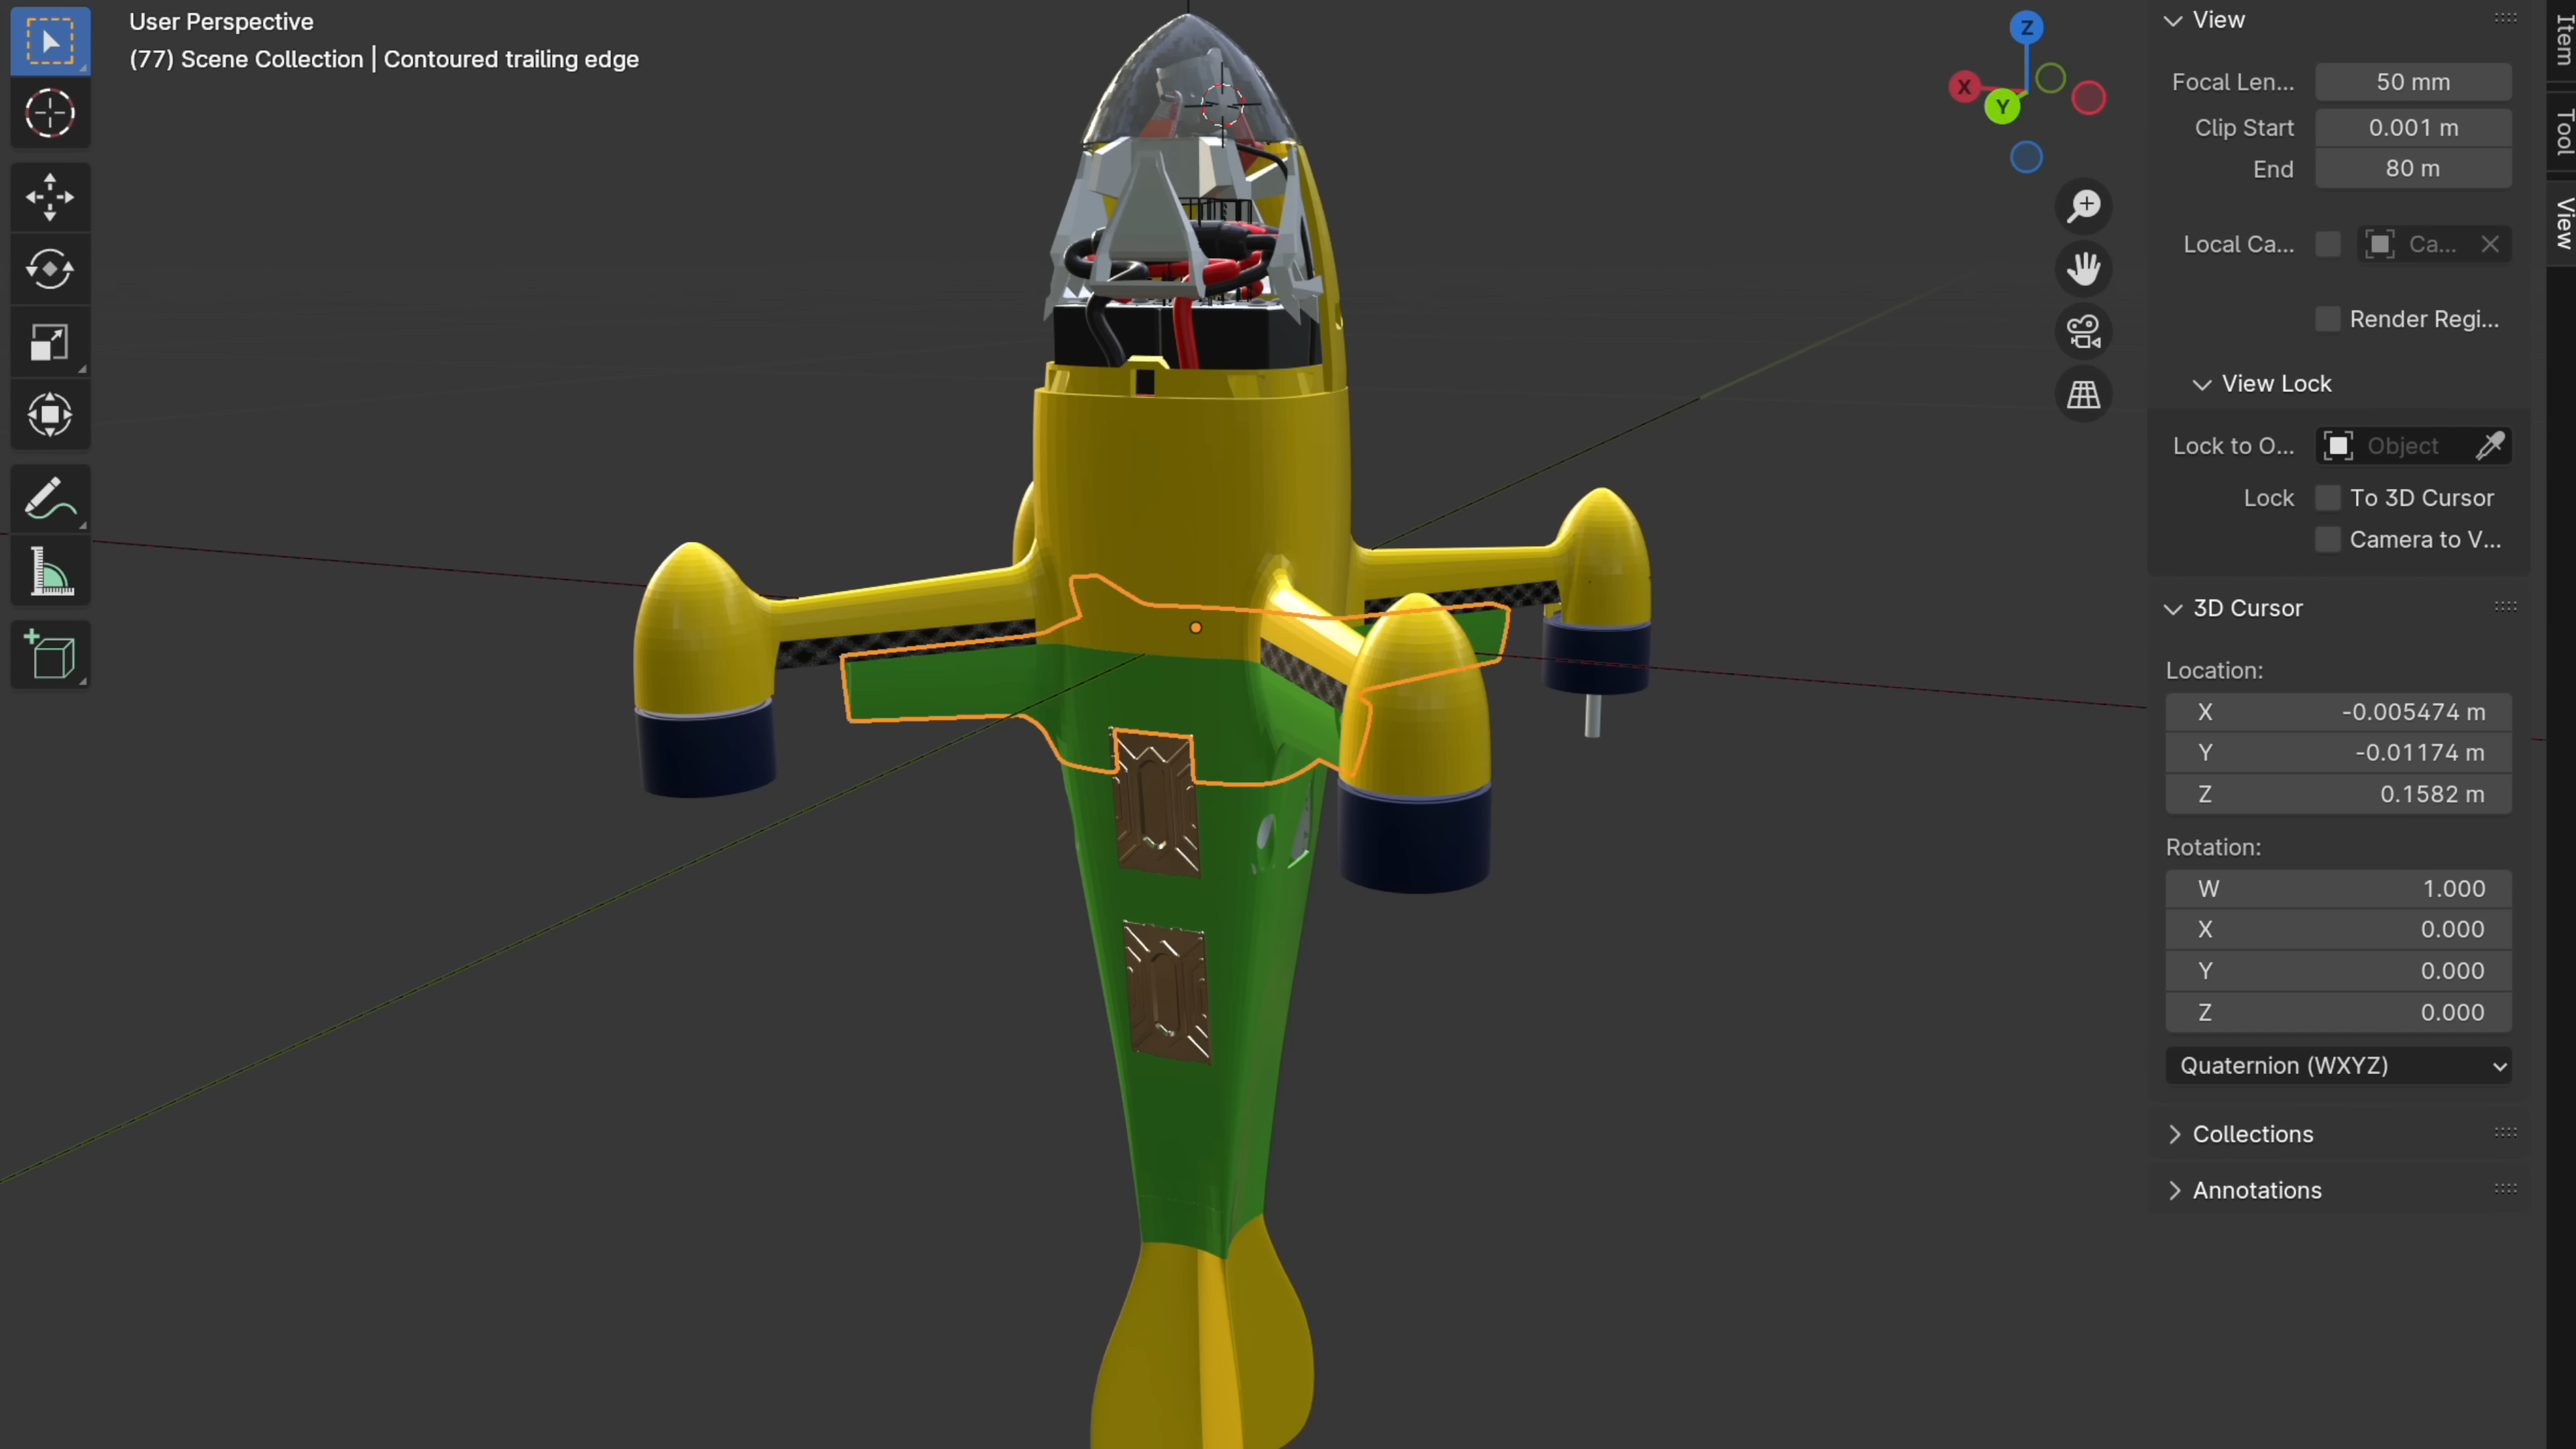 User Perspective
(77) Scene Collection | Contoured trailing edge
Z
X
Y
View
Focal Len... 50 mm
Clip Start 0.001 m
End 80 m
Local Ca... Ca...
Render Regi...
View Lock
Lock to O... Object
Lock To 3D Cursor
Camera to V...
3D Cursor
Location:
X -0.005474 m
Y -0.01174 m
Z 0.1582 m
Rotation:
W 1.000
X 0.000
Y 0.000
Z 0.000
Quaternion (WXYZ)
Collections
Annotations
Item
Tool
View